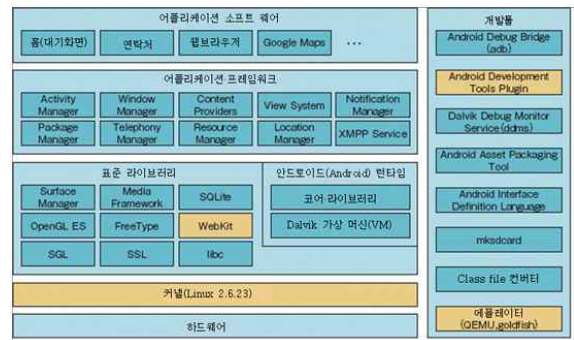 어플리케이션 소프트 웨어
홈(대기화면) 연락처 웹브라우저 Google Maps ...
어플리케이션 프레임워크
Activity Manager
Window Manager
Content Providers
View System
Notification Manager
Package Manager
Telephony Manager
Resource Manager
Location Manager
XMPP Service
표준 라이브러리
Surface Manager
Media Framework
SQLite
OpenGL ES
FreeType
WebKit
SGL
SSL
libc
안드로이드(Android) 런타임
코어 라이브러리
Dalvik 가상 머신(VM)
커널(Linux 2.6.23)
하드웨어
개발툴
Android Debug Bridge
(adb)
Android Development
Tools Plugin
Dalvik Debug Monitor
Service(ddms)
Android Asset Packaging
Tool
Android Interface
Definition Language
mksdcard
Class file 컨버터
에뮬레이터
(QEMU,goldfish)